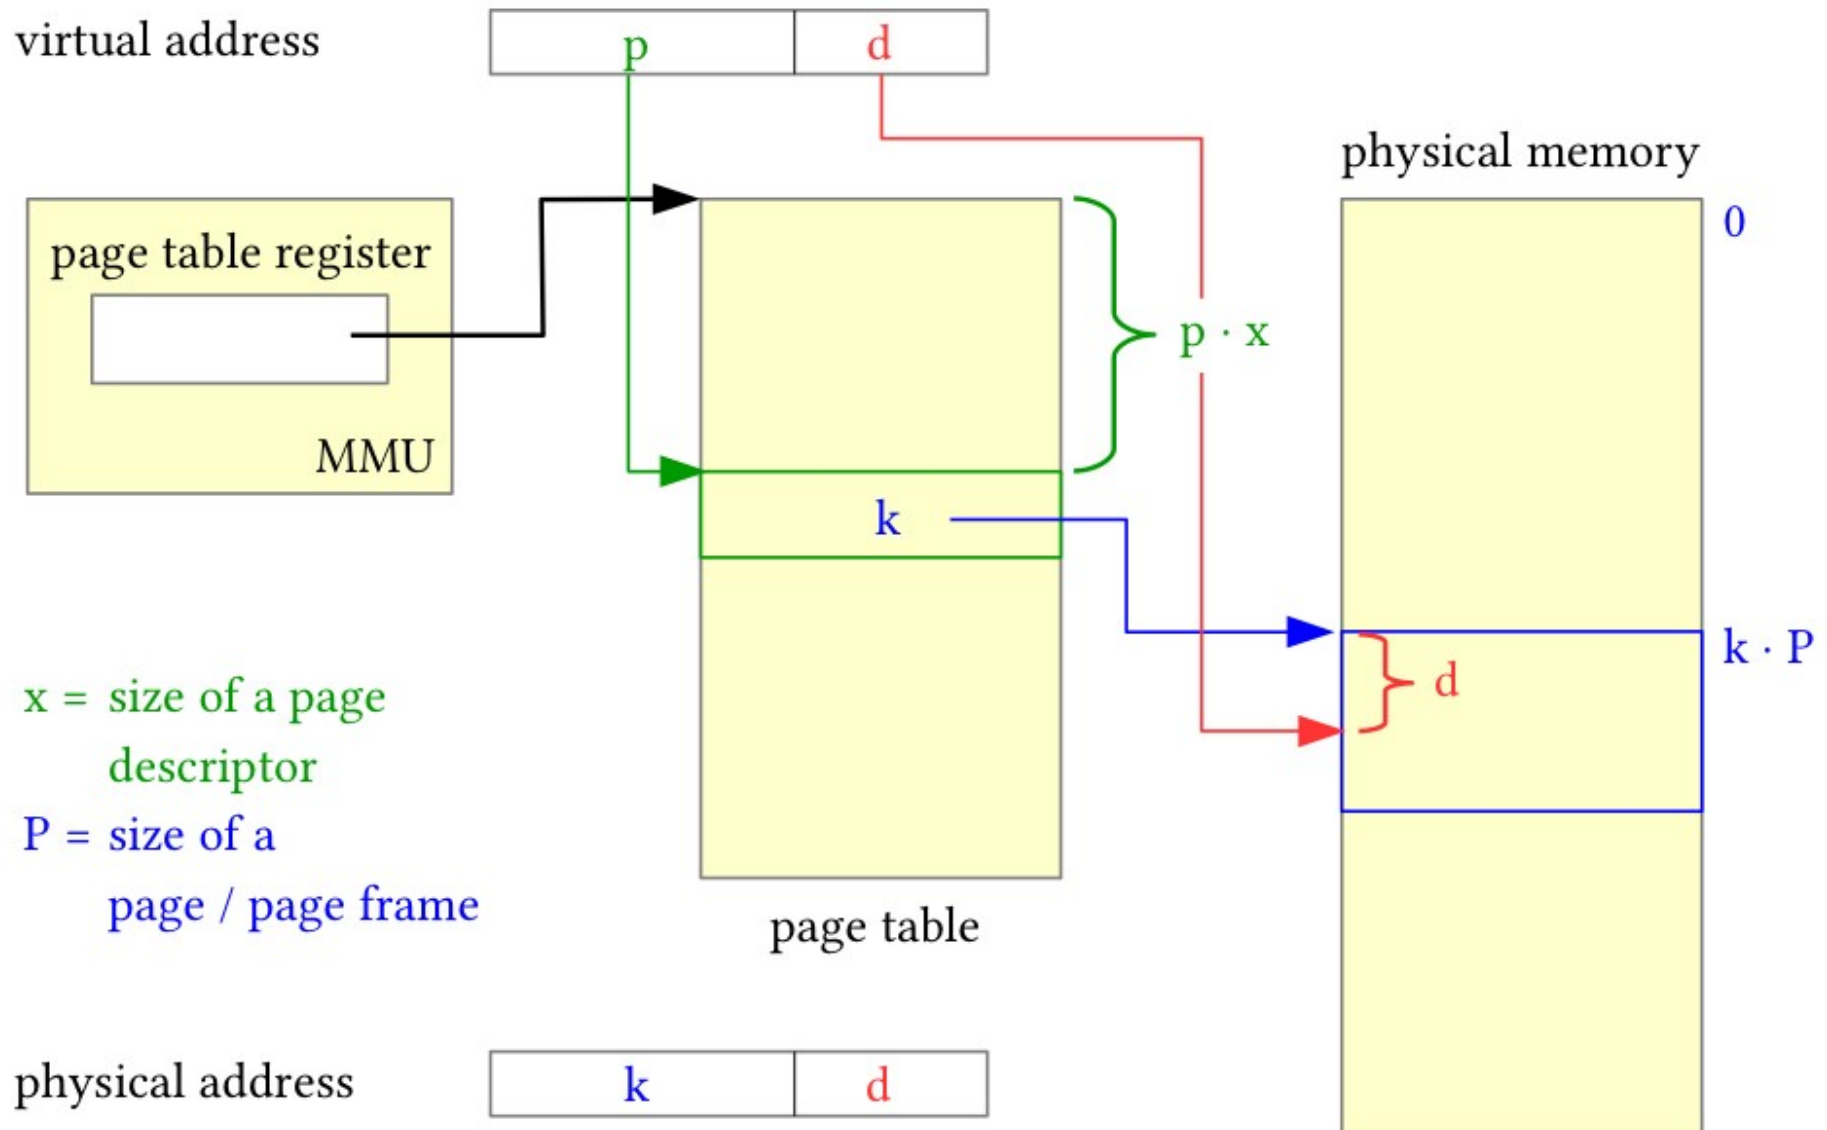 virtual address
p
d
physical memory
0
page table register
MMU
p · x
k
k · P
d
x = size of a page
descriptor
P = size of a
page / page frame
page table
physical address
k
d